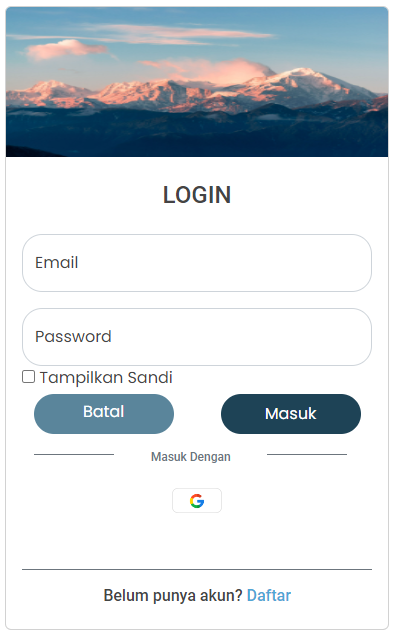 LOGIN
Email
Password
Tampilkan Sandi
Batal Masuk
Masuk Dengan
Belum punya akun? Daftar